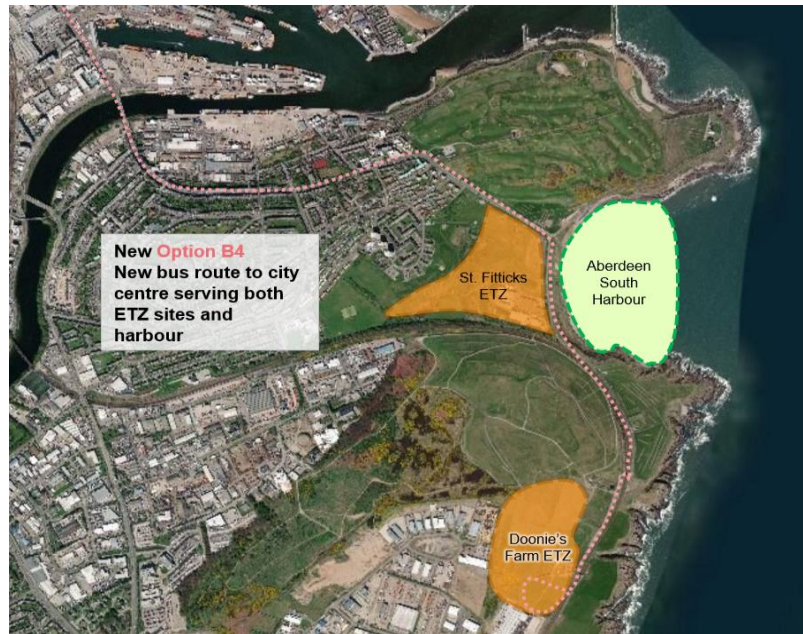 New Option B4
New bus route to city
centre serving both
ETZ sites and
harbour
St. Fitticks
ETZ
Aberdeen
South
Harbour
Doonie's
Farm ETZ